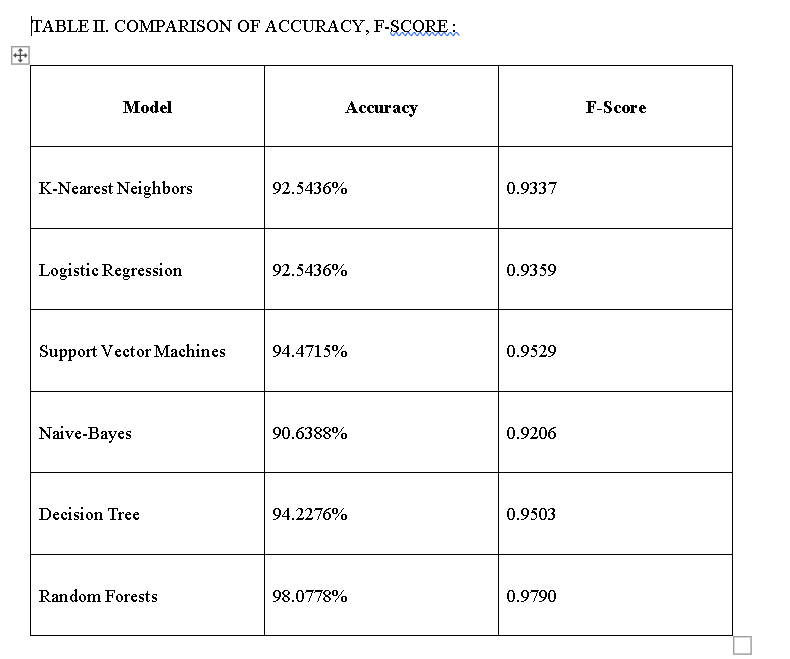 TABLE II. COMPARISON OF ACCURACY, F-SCORE :
Model Accuracy F-Score
K-Nearest Neighbors 92.5436% 0.9337
Logistic Regression 92.5436% 0.9359
Support Vector Machines 94.4715% 0.9529
Naive-Bayes 90.6388% 0.9206
Decision Tree 94.2276% 0.9503
Random Forests 98.0778% 0.9790